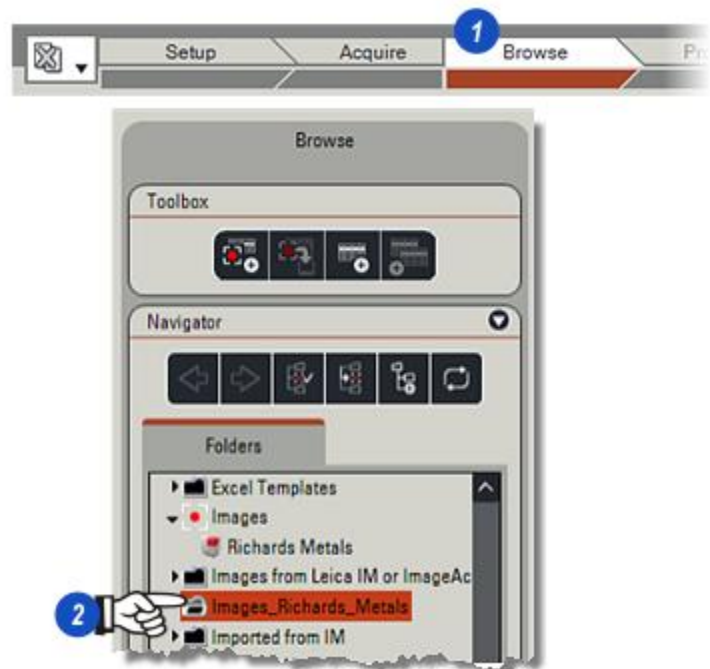 1
Setup Acquire Browse
Browse
Toolbox
Navigator
Folders
Excel Templates
Images
Richards Metals
Images from Leica IM or ImageAc
2 Images_Richards_Metals
Imported from IM